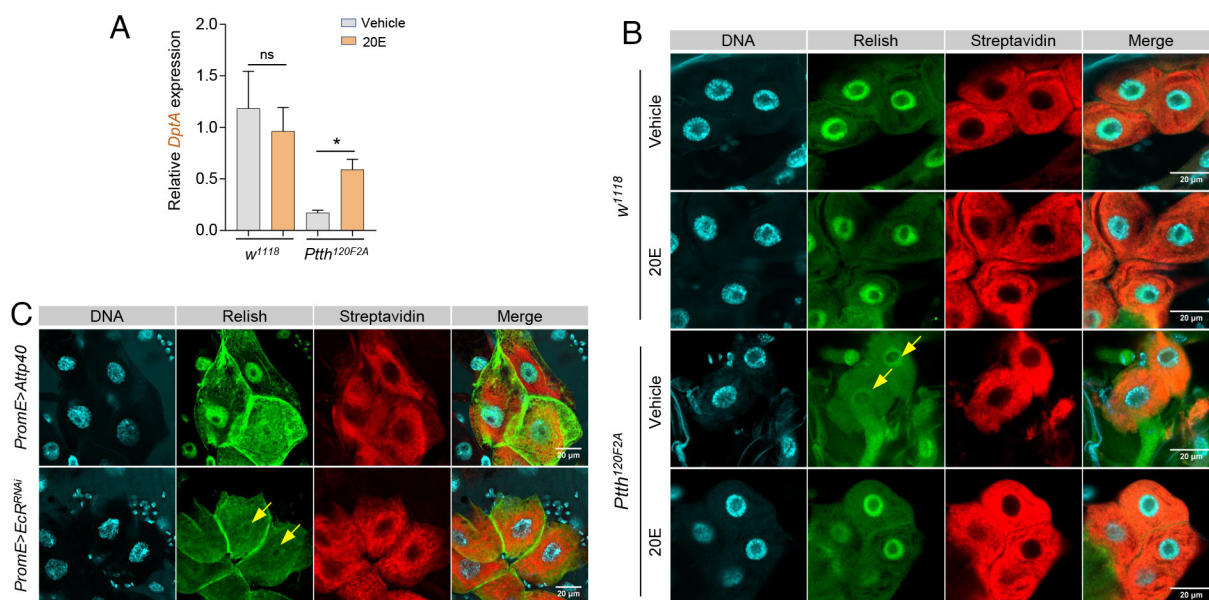 A
Relative DptA expression
2.0
1.5
1.0
0.5
0.0
Vehicle
20E
ns
*
w1118
Ptth120F2A
B
DNA Relish Streptavidin Merge
w1118
Vehicle
20 µm
20E
20 µm
Ptth120F2A
Vehicle
20 µm
20E
20 µm
C
DNA Relish Streptavidin Merge
PromE>Attp40
20 µm
PromE>EcRRNAi
20 µm